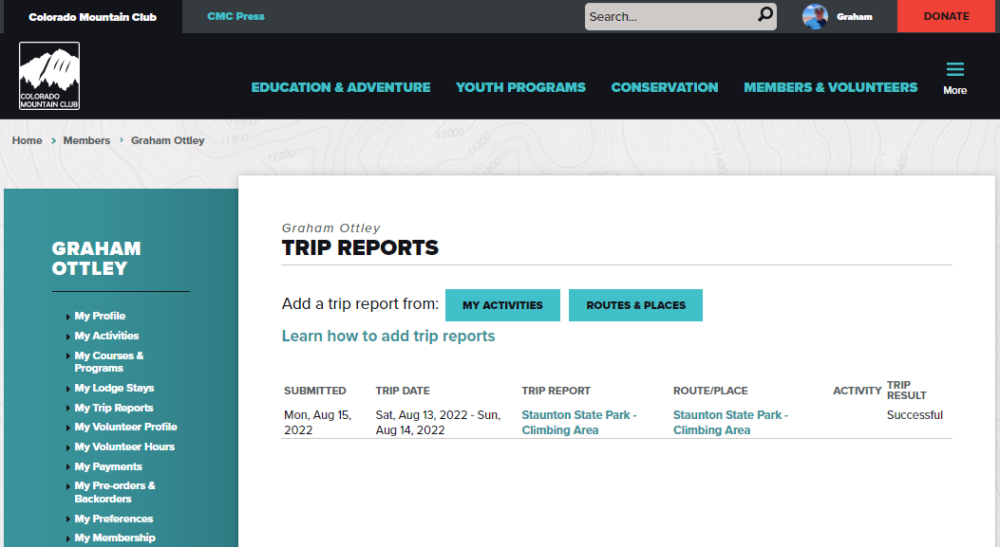 Colorado Mountain Club
CMC Press
Search...
Graham
DONATE
COLORADO
MOUNTAIN CLUB
EDUCATION & ADVENTURE
YOUTH PROGRAMS
CONSERVATION
MEMBERS & VOLUNTEERS
More
Home › Members › Graham Ottley
11800
12200
11000
11200
11400
GRAHAM
OTTLEY
My Profile
My Activities
My Courses &
Programs
My Lodge Stays
My Trip Reports
My Volunteer Profile
My Volunteer Hours
My Payments
My Pre-orders &
Backorders
My Preferences
My Membership
Graham Ottley
TRIP REPORTS
Add a trip report from: MY ACTIVITIES ROUTES & PLACES
Learn how to add trip reports
SUBMITTED TRIP DATE TRIP REPORT ROUTE/PLACE ACTIVITY TRIP
RESULT
Mon, Aug 15, Sat, Aug 13, 2022 - Sun, Staunton State Park - Staunton State Park - Successful
2022 Aug 14, 2022 Climbing Area Climbing Area